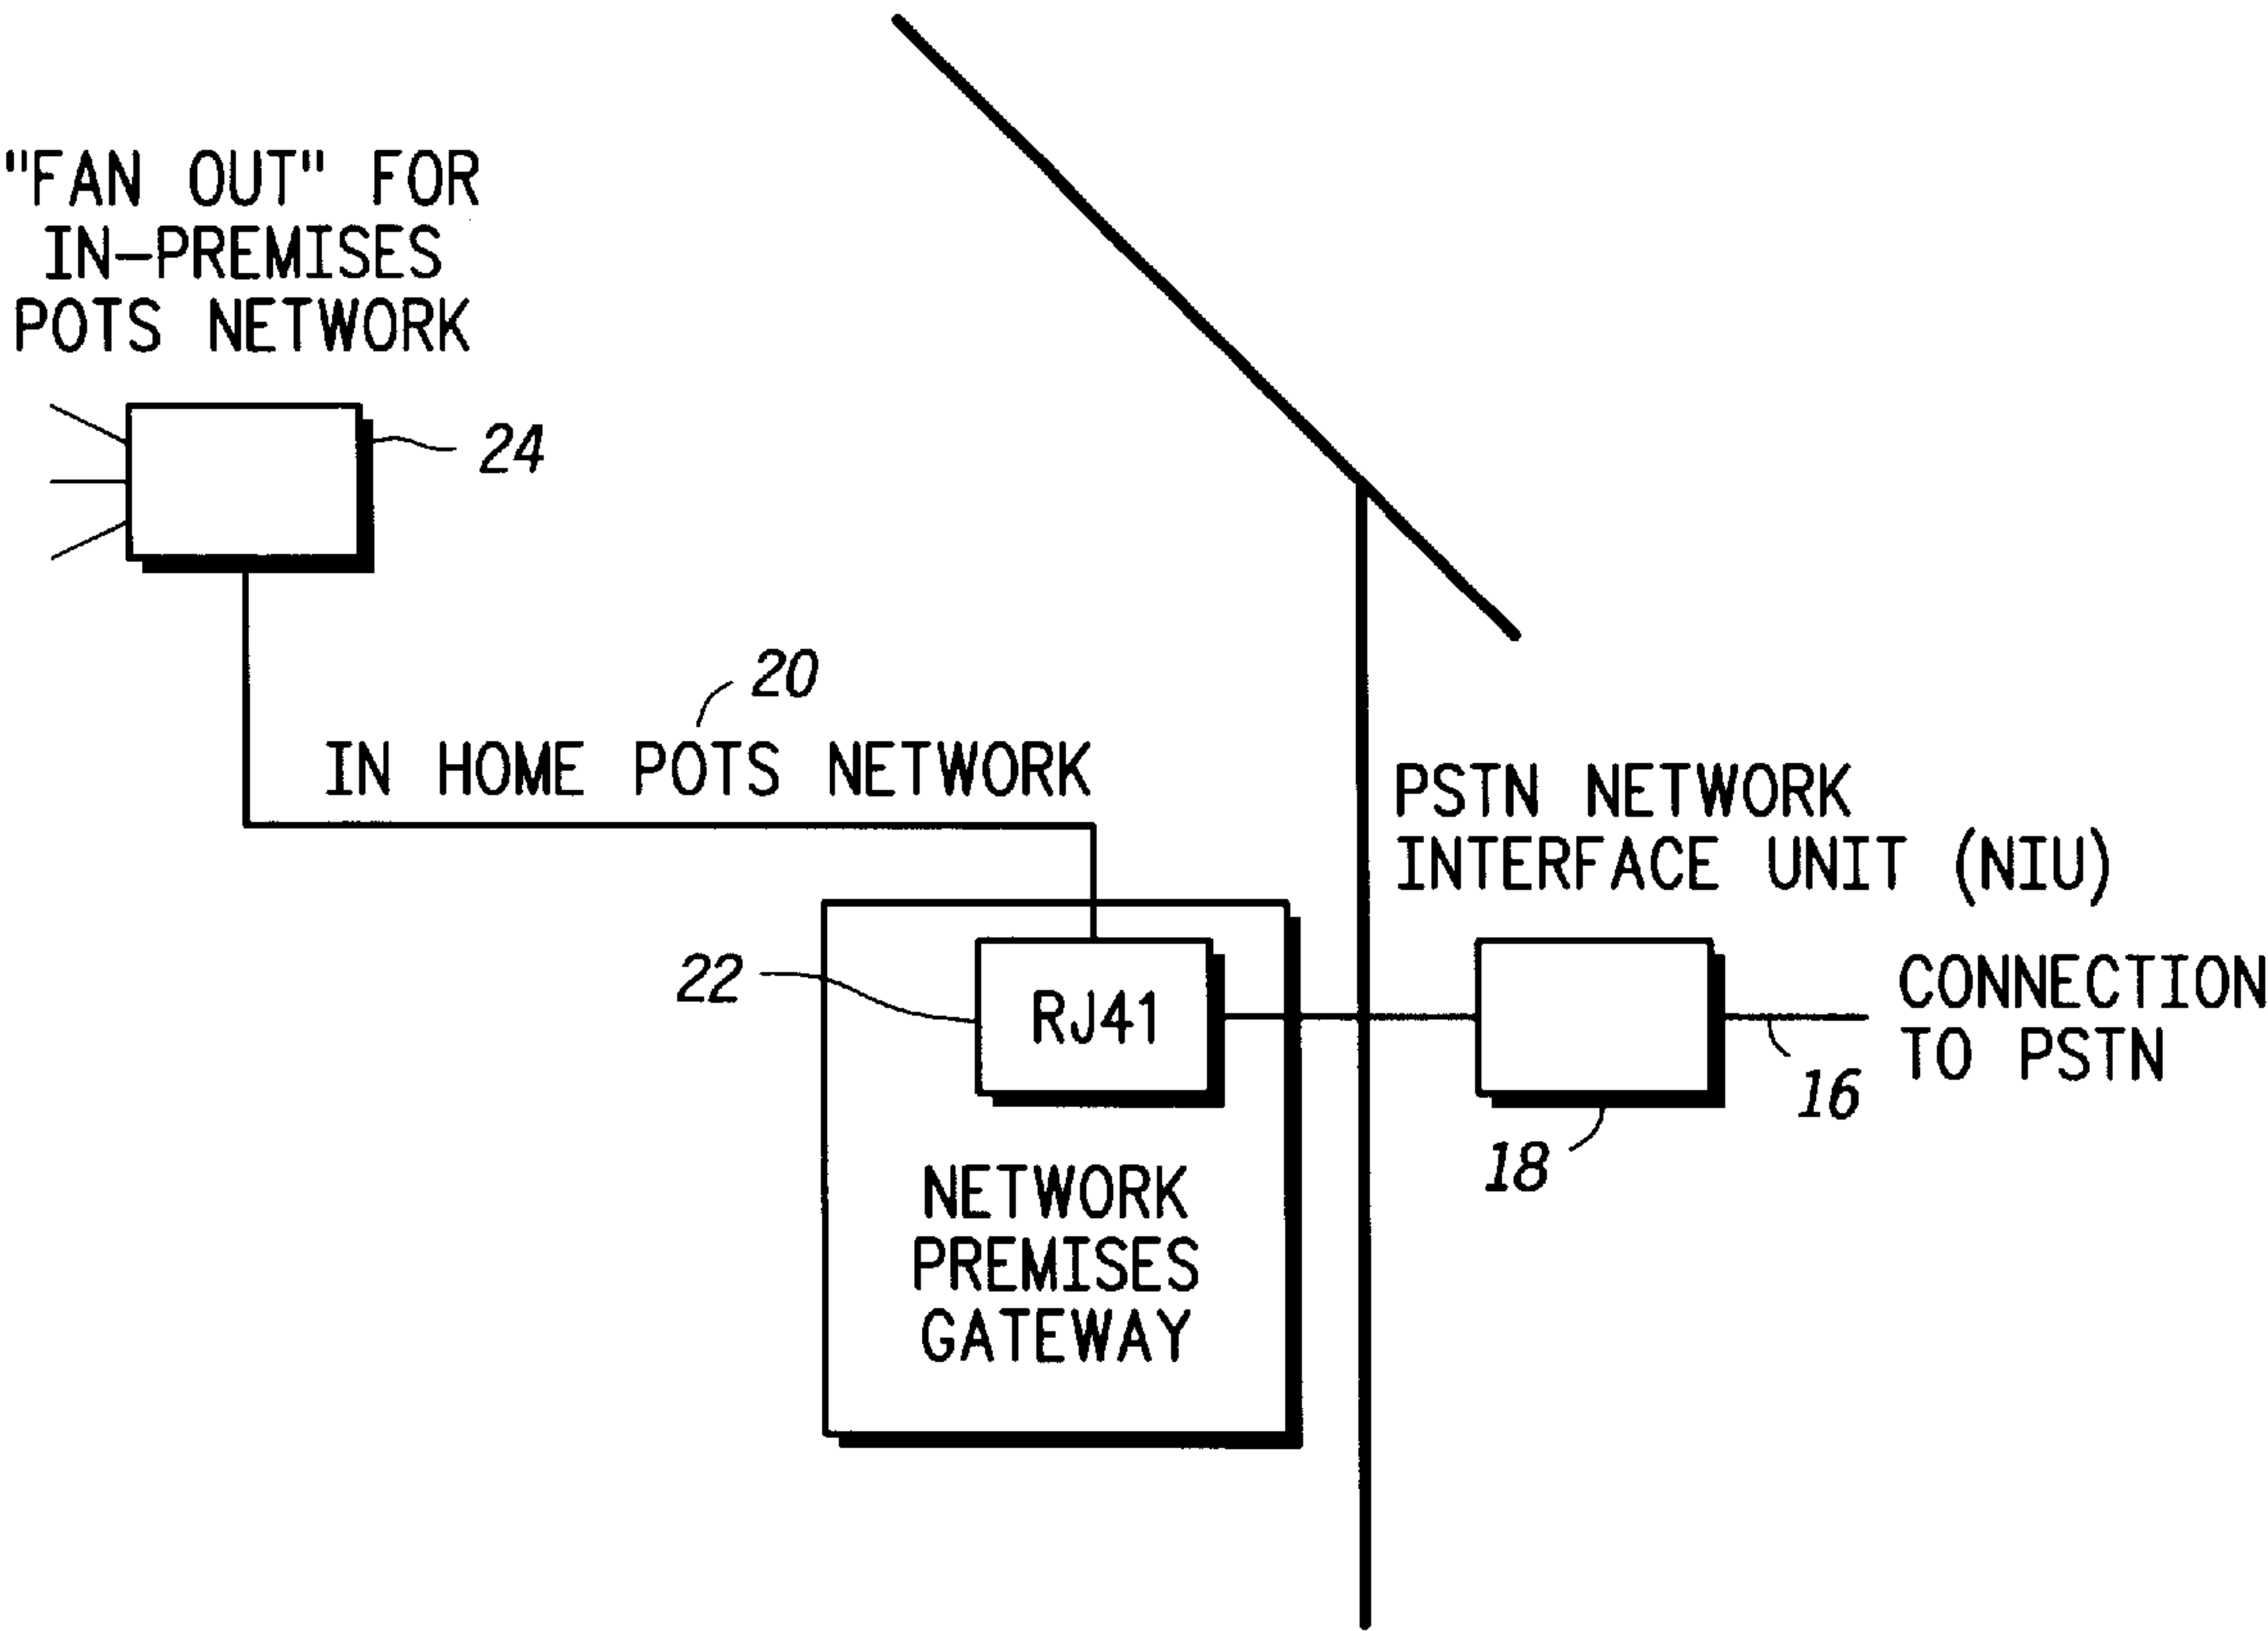 "FAN OUT" FOR
IN-PREMISES
POTS NETWORK
24
20
IN HOME POTS NETWORK
PSTN NETWORK
INTERFACE UNIT (NIU)
22
RJ41
CONNECTION
TO PSTN
16
18
NETWORK
PREMISES
GATEWAY